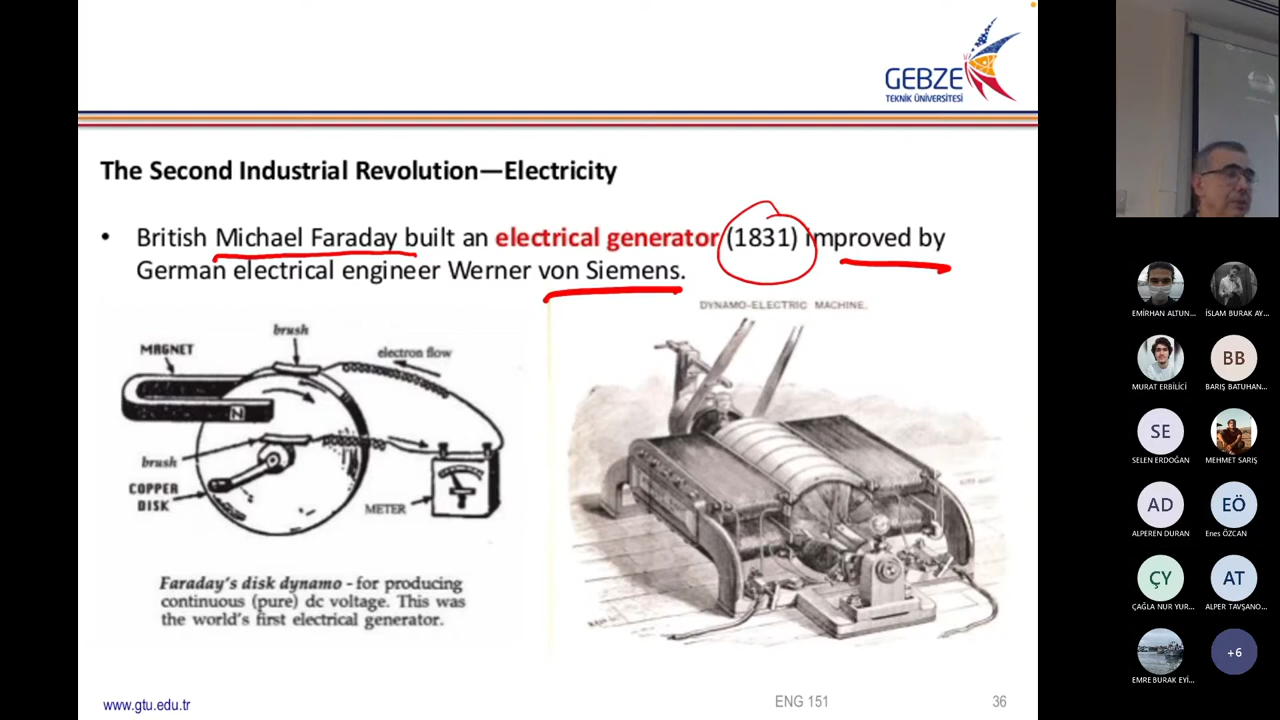 GEBZE
TEKNİK ÜNİVERSİTESİ
The Second Industrial Revolution—Electricity
• British Michael Faraday built an electrical generator (1831) improved by
German electrical engineer Werner von Siemens.
MAGNET
brush
electron flow
N
brush
COPPER
DISK
METER
Faraday's disk dynamo - for producing
continuous (pure) dc voltage. This was
the world's first electrical generator.
DYNAMO-ELECTRIC MACHINE.
www.gtu.edu.tr
ENG 151
36
EMİRHAN ALTUN...
İSLAM BURAK AY...
MURAT ERBİLİCİ
BB
BARIŞ BATUHAN...
SE
SELEN ERDOĞAN
MEHMET SARIŞ
AD
ALPEREN DURAN
EÖ
Enes ÖZCAN
ÇY
ÇAĞLA NUR YUR...
AT
ALPER TAVŞANO...
EMRE BURAK EYİ...
+6